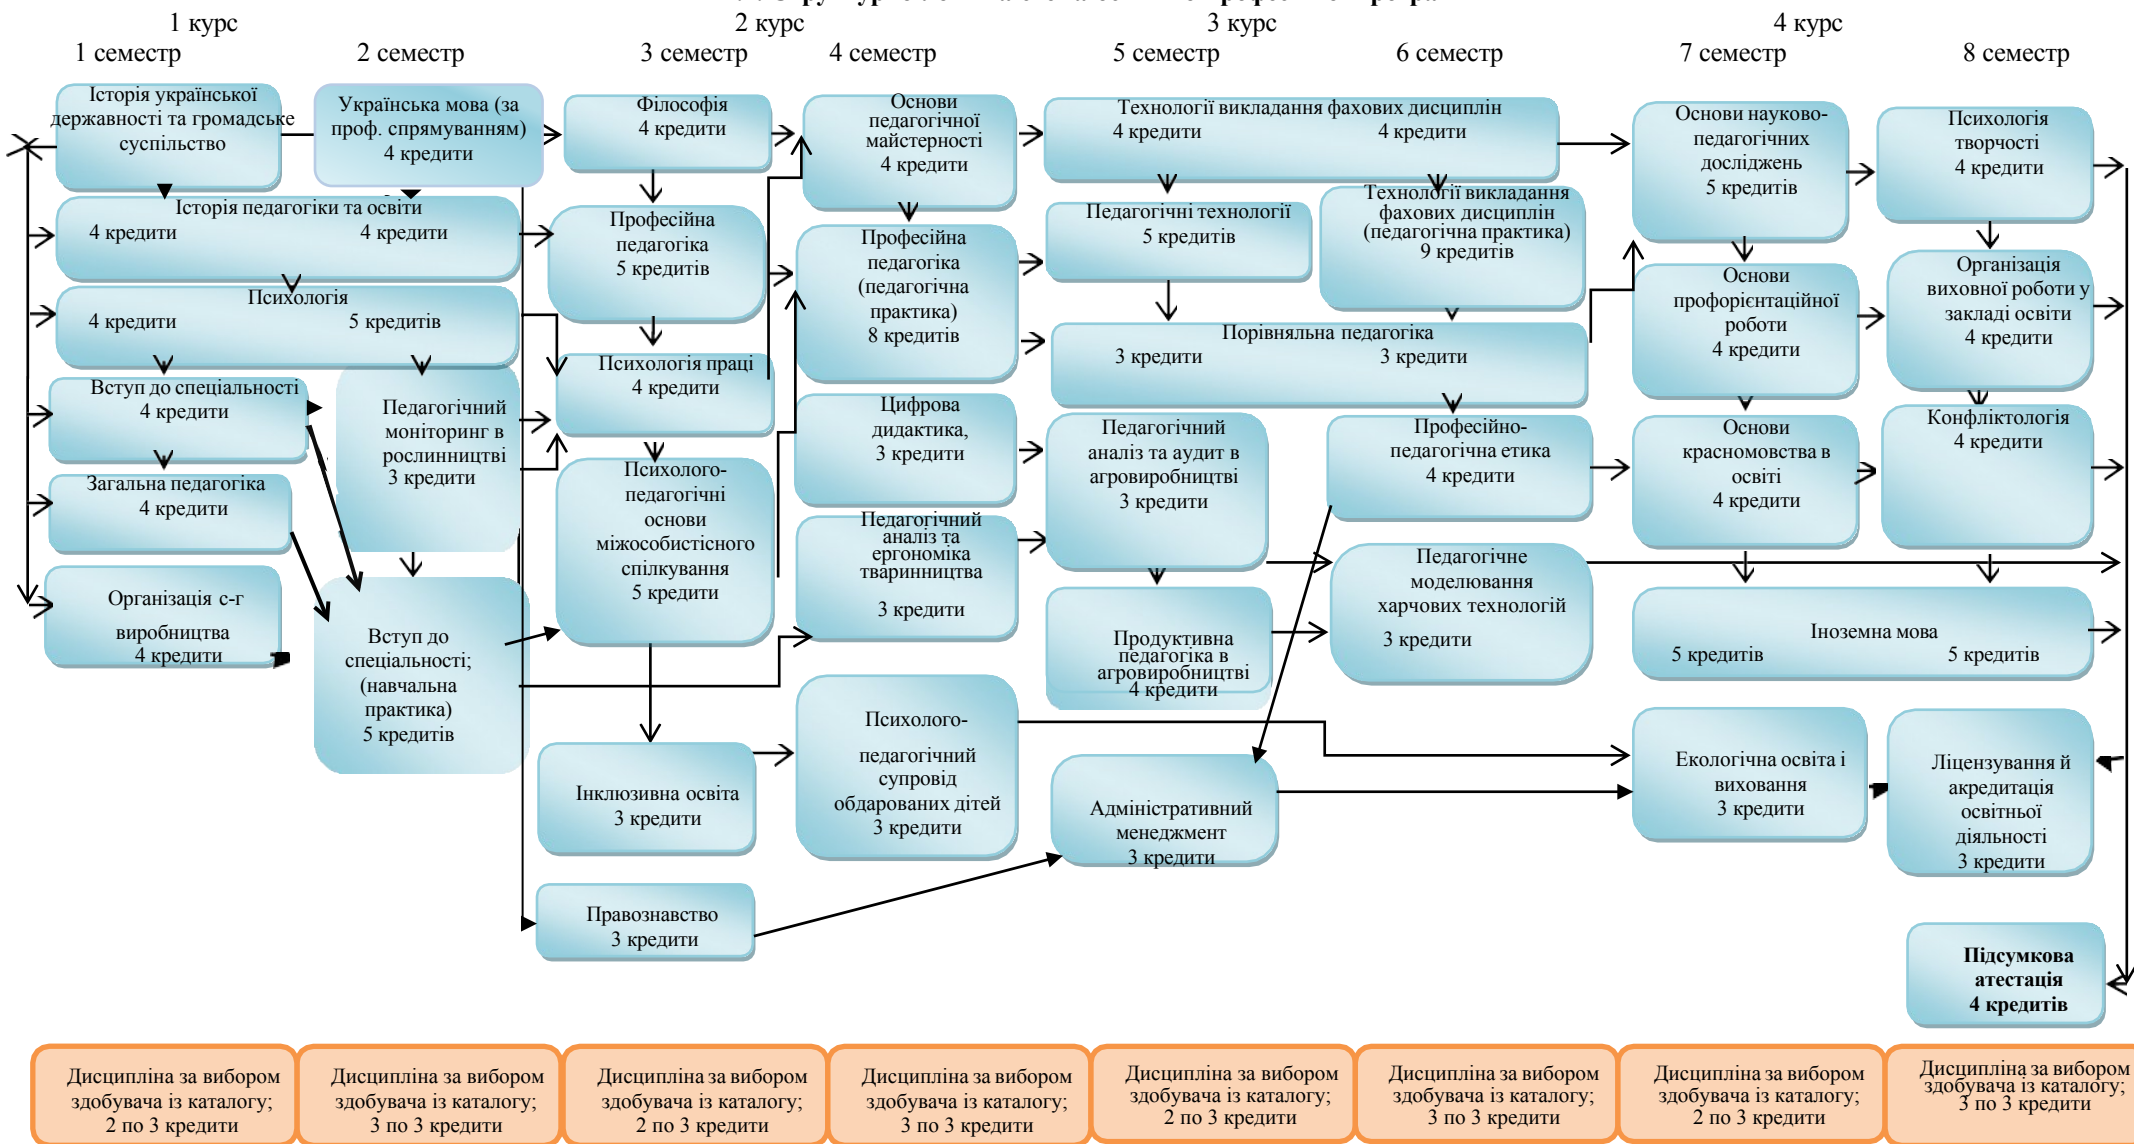 1 курс
2 курс
3 курс
4 курс
1 семестр
2 семестр
3 семестр
4 семестр
5 семестр
6 семестр
7 семестр
8 семестр
Історія української
державності та громадське
суспільство
Українська мова (за
проф. спрямуванням)
4 кредити
Філософія
4 кредити
Основи
педагогічної
майстерності
4 кредити
Технології викладання фахових дисциплін
4 кредити
4 кредити
Основи науково-
педагогічних
досліджень
5 кредитів
Психологія
творчості
4 кредити
Історія педагогіки та освіти
4 кредити
4 кредити
Професійна
педагогіка
5 кредитів
Професійна
педагогіка
(педагогічна
практика)
8 кредитів
Педагогічні технології
5 кредитів
Технології викладання
фахових дисциплін
(педагогічна практика)
9 кредитів
Основи
профорієнтаційної
роботи
4 кредити
Організація
виховної роботи у
закладі освіти
4 кредити
Психологія
4 кредити
5 кредитів
Порівняльна педагогіка
3 кредити
3 кредити
Вступ до спеціальності
4 кредити
Педагогічний
моніторинг в
рослинництві
3 кредити
Психологія праці
4 кредити
Цифрова
дидактика,
3 кредити
Педагогічний
аналіз та аудит в
агровиробництві
3 кредити
Професійно-
педагогічна етика
4 кредити
Основи
красномовства в
освіті
4 кредити
Конфліктологія
4 кредити
Загальна педагогіка
4 кредити
Психолого-
педагогічні
основи
міжособистісного
спілкування
5 кредити
Педагогічний
аналіз та
ергономіка
тваринництва
3 кредити
Педагогічне
моделювання
харчових технологій
3 кредити
Організація с-г
виробництва
4 кредити
Вступ до
спеціальності;
(навчальна
практика)
5 кредитів
Продуктивна
педагогіка в
агровиробництві
4 кредити
Іноземна мова
5 кредитів
5 кредитів
Інклюзивна освіта
3 кредити
Психолого-
педагогічний
супровід
обдарованих дітей
3 кредити
Адміністративний
менеджмент
3 кредити
Екологічна освіта і
виховання
3 кредити
Ліцензування й
акредитація
освітньої
діяльності
3 кредити
Правознавство
3 кредити
Підсумкова
атестація
4 кредитів
Дисципліна за вибором
здобувача із каталогу;
2 по 3 кредити
Дисципліна за вибором
здобувача із каталогу;
3 по 3 кредити
Дисципліна за вибором
здобувача із каталогу;
2 по 3 кредити
Дисципліна за вибором
здобувача із каталогу;
3 по 3 кредити
Дисципліна за вибором
здобувача із каталогу;
2 по 3 кредити
Дисципліна за вибором
здобувача із каталогу;
3 по 3 кредити
Дисципліна за вибором
здобувача із каталогу;
2 по 3 кредити
Дисципліна за вибором
здобувача із каталогу;
3 по 3 кредити